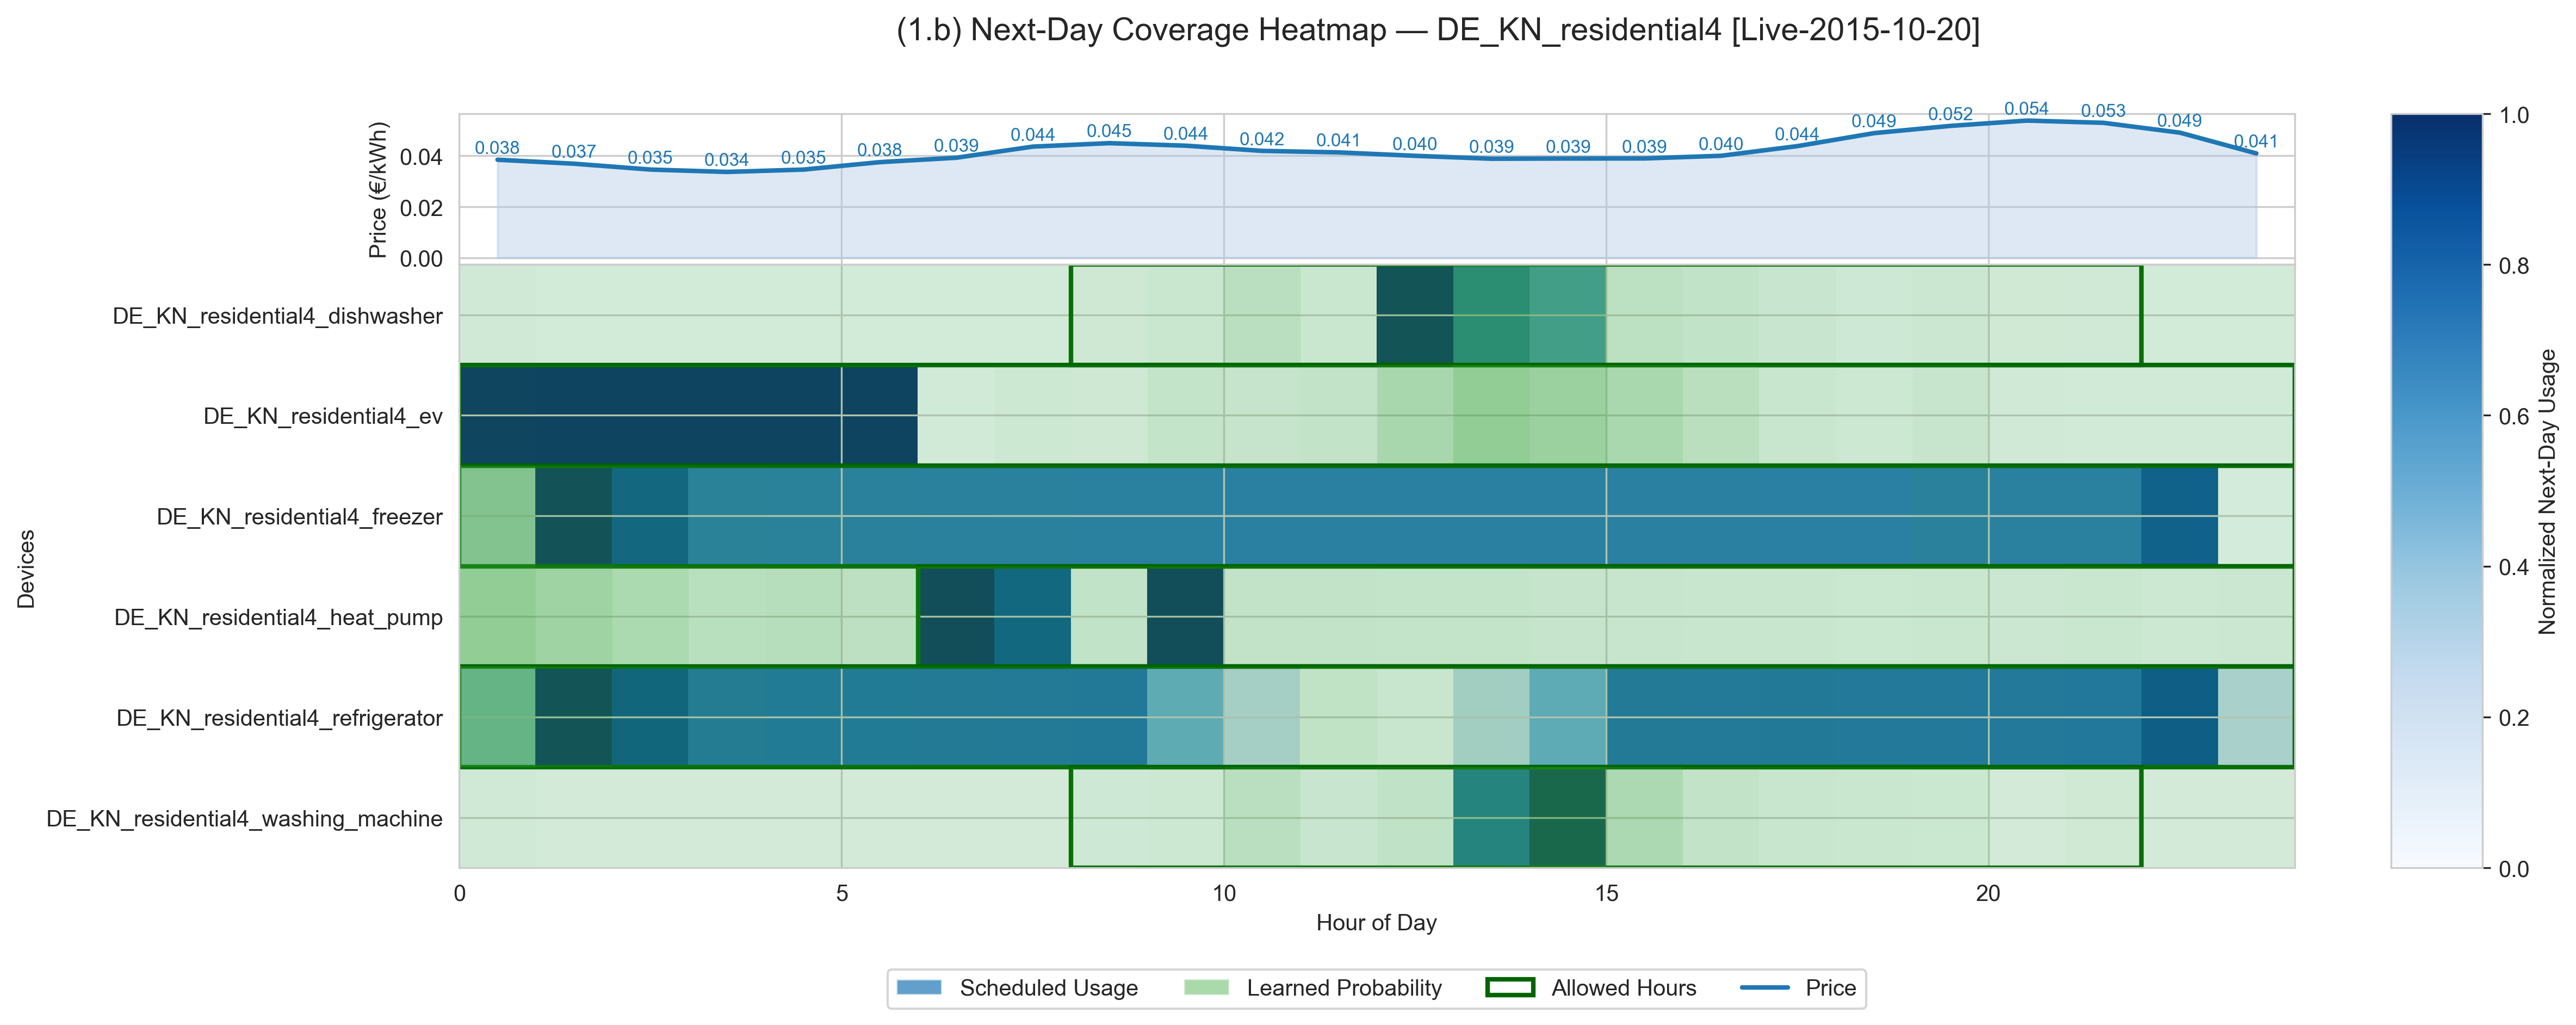 (1.b) Next-Day Coverage Heatmap — DE_KN_residential4 [Live-2015-10-20]
Price (€/kWh)
0.04
0.02
0.00
0.038 0.037 0.035 0.034 0.035 0.038 0.039 0.044 0.045 0.044 0.042 0.041 0.040 0.039 0.039 0.039 0.040 0.044 0.049 0.052 0.054 0.053 0.049 0.041
Devices
DE_KN_residential4_dishwasher
DE_KN_residential4_ev
DE_KN_residential4_freezer
DE_KN_residential4_heat_pump
DE_KN_residential4_refrigerator
DE_KN_residential4_washing_machine
0 5 10 15 20
Hour of Day
1.0
0.8
0.6
0.4
0.2
0.0
Normalized Next-Day Usage
Scheduled Usage Learned Probability Allowed Hours Price